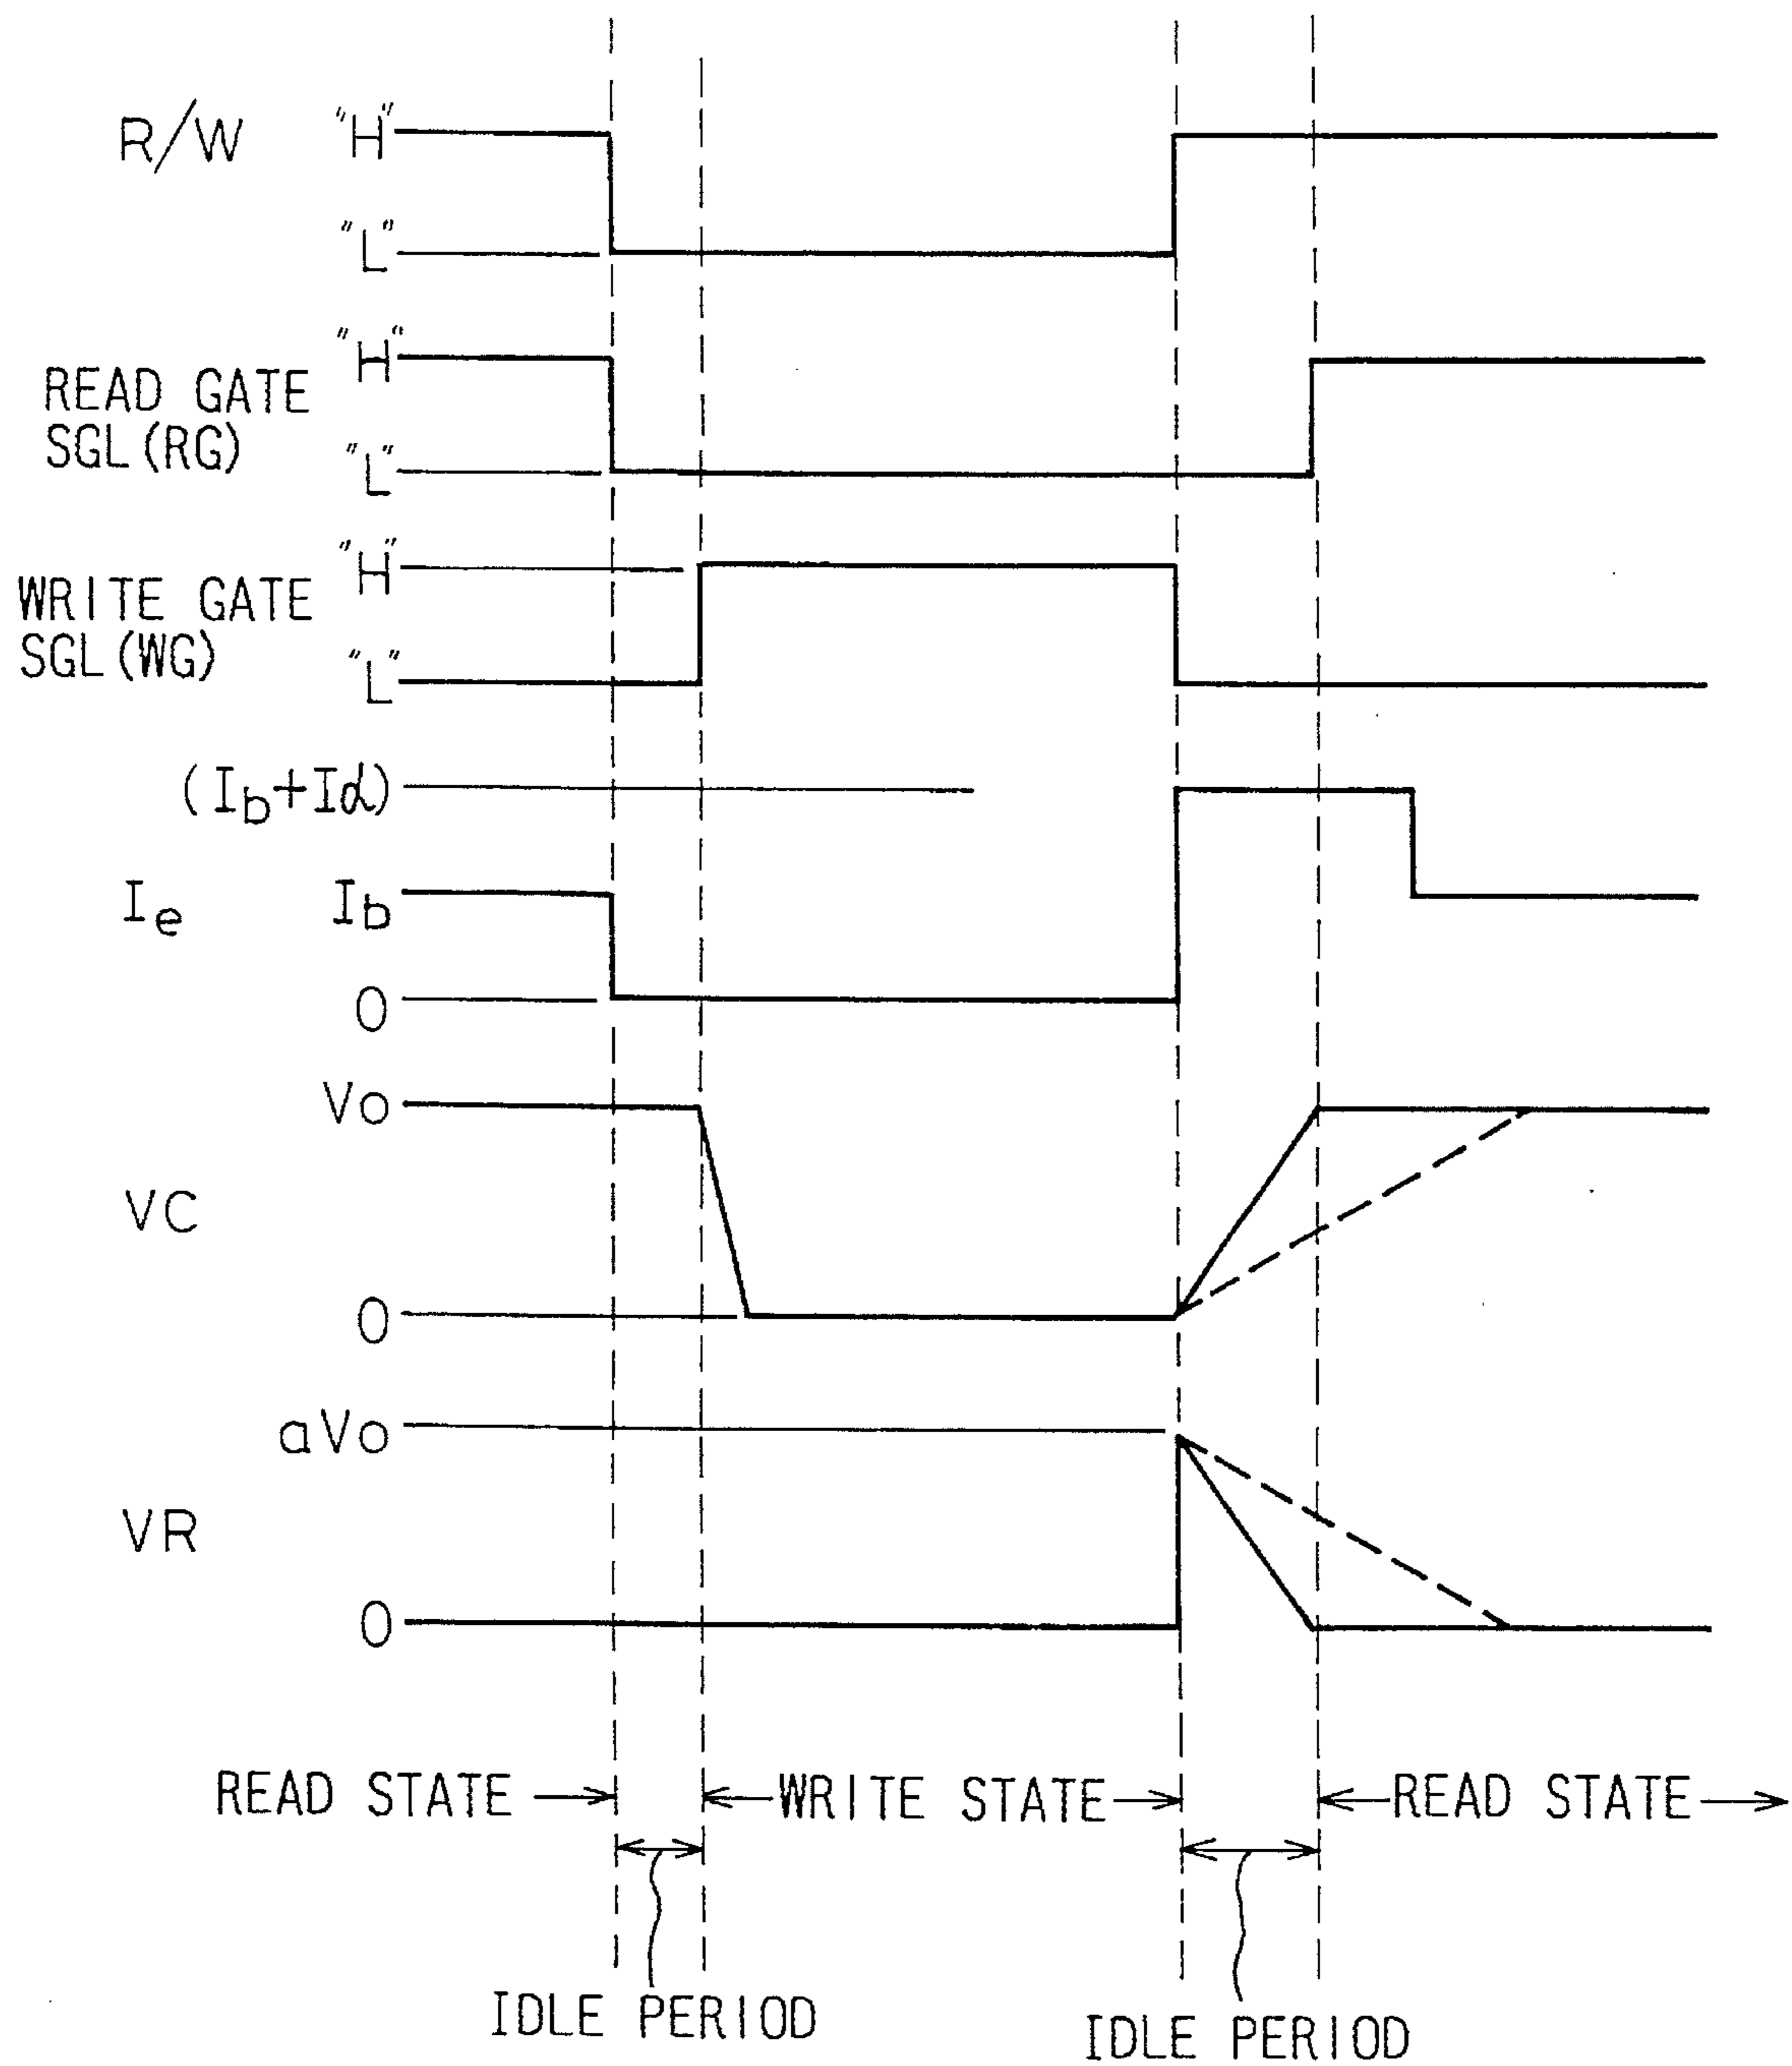 R/W "H"
"L"
"H"
READ GATE
SGL(RG)
"L"
"H"
WRITE GATE
SGL(WG)
"L"
(Ib+Iα)
Ie Ib
0
Vo
VC
0
aVo
VR
0
READ STATE WRITE STATE READ STATE
IDLE PERIOD IDLE PERIOD